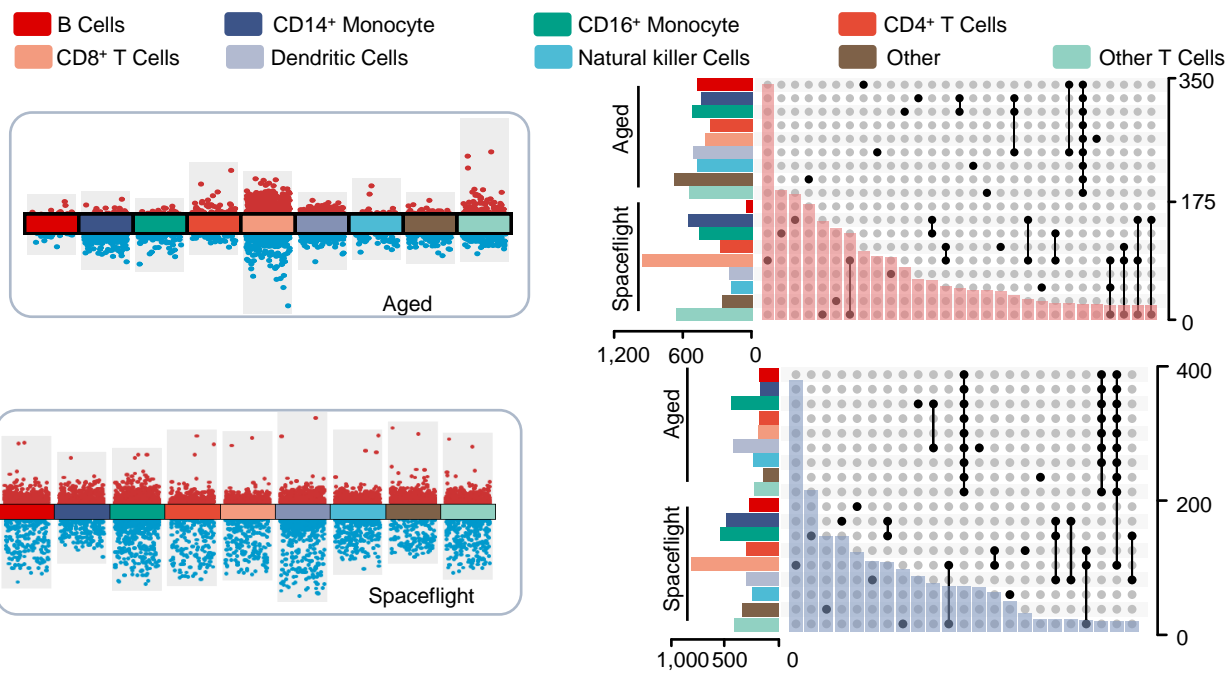 B Cells CD14⁺ Monocyte CD16⁺ Monocyte CD4⁺ T Cells
CD8⁺ T Cells Dendritic Cells Natural killer Cells Other Other T Cells
Aged
Spaceflight
Aged
Spaceflight
350
175
0
1,200 600 0
Aged
Spaceflight
400
200
0
1,000 500 0